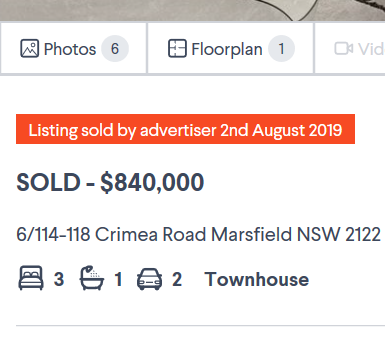 Photos 6 Floorplan 1
Listing sold by advertiser 2nd August 2019
SOLD - $840,000
6/114-118 Crimea Road Marsfield NSW 2122
3 1 2 Townhouse